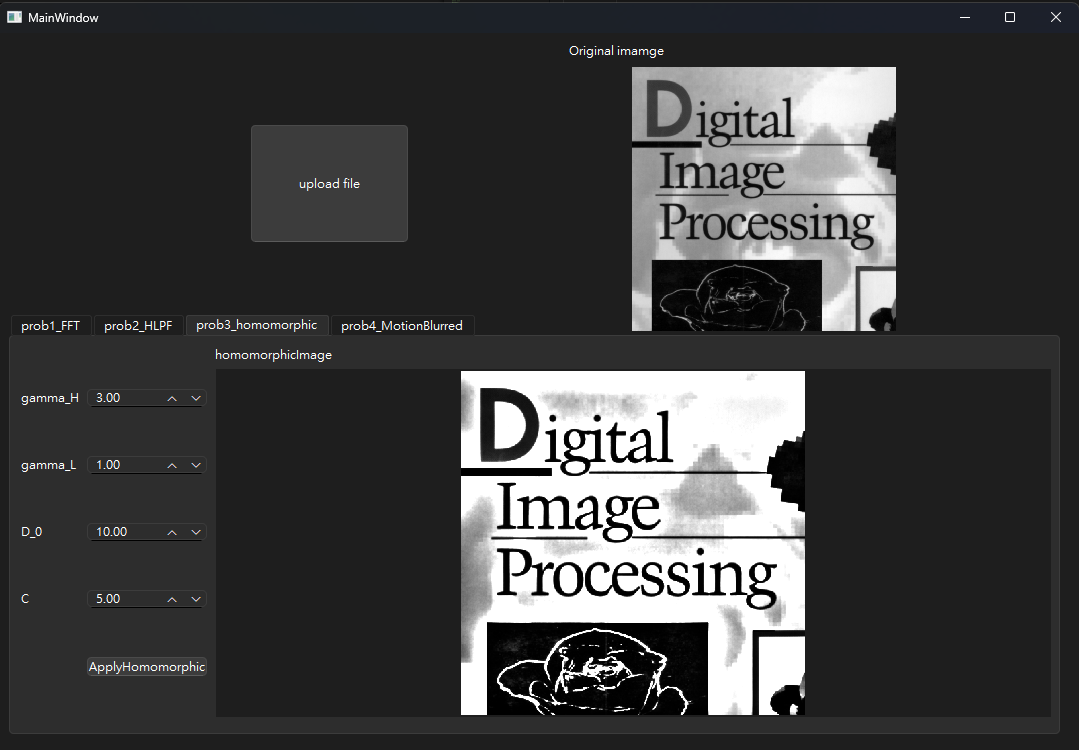 MainWindow
Original imamge
Digital
Image
Processing
upload file
prob1_FFT
prob2_HLPF
prob3_homomorphic
prob4_MotionBlurred
homomorphicImage
gamma_H
3.00
gamma_L
1.00
D_0
10.00
C
5.00
ApplyHomomorphic
Digital
Image
Processing